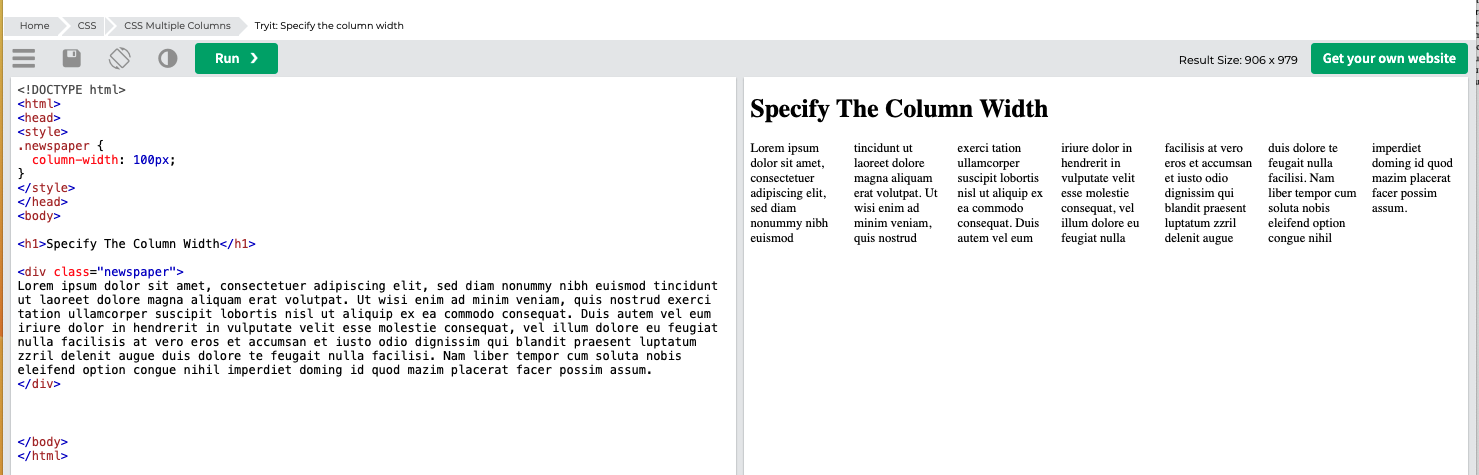 Home CSS CSS Multiple Columns Tryit: Specify the column width
Run ❯ Result Size: 906 x 979 Get your own website
<!DOCTYPE html>
<html>
<head>
<style>
.newspaper {
  column-width: 100px;
}
</style>
</head>
<body>
<h1>Specify The Column Width</h1>
<div class="newspaper">
Lorem ipsum dolor sit amet, consectetuer adipiscing elit, sed diam nonummy nibh euismod tincidunt
ut laoreet dolore magna aliquam erat volutpat. Ut wisi enim ad minim veniam, quis nostrud exerci
tation ullamcorper suscipit lobortis nisl ut aliquip ex ea commodo consequat. Duis autem vel eum
iriure dolor in hendrerit in vulputate velit esse molestie consequat, vel illum dolore eu feugiat
nulla facilisis at vero eros et accumsan et iusto odio dignissim qui blandit praesent luptatum
zzril delenit augue duis dolore te feugait nulla facilisi. Nam liber tempor cum soluta nobis
eleifend option congue nihil imperdiet doming id quod mazim placerat facer possim assum.
</div>
</body>
</html>
Specify The Column Width
Lorem ipsum
dolor sit amet,
consectetuer
adipiscing elit,
sed diam
nonummy nibh
euismod
tincidunt ut
laoreet dolore
magna aliquam
erat volutpat. Ut
wisi enim ad
minim veniam,
quis nostrud
exerci tation
ullamcorper
suscipit lobortis
nisl ut aliquip ex
ea commodo
consequat. Duis
autem vel eum
iriure dolor in
hendrerit in
vulputate velit
esse molestie
consequat, vel
illum dolore eu
feugiat nulla
facilisis at vero
eros et accumsan
et iusto odio
dignissim qui
blandit praesent
luptatum zzril
delenit augue
duis dolore te
feugait nulla
facilisi. Nam
liber tempor cum
soluta nobis
eleifend option
congue nihil
imperdiet
doming id quod
mazim placerat
facer possim
assum.